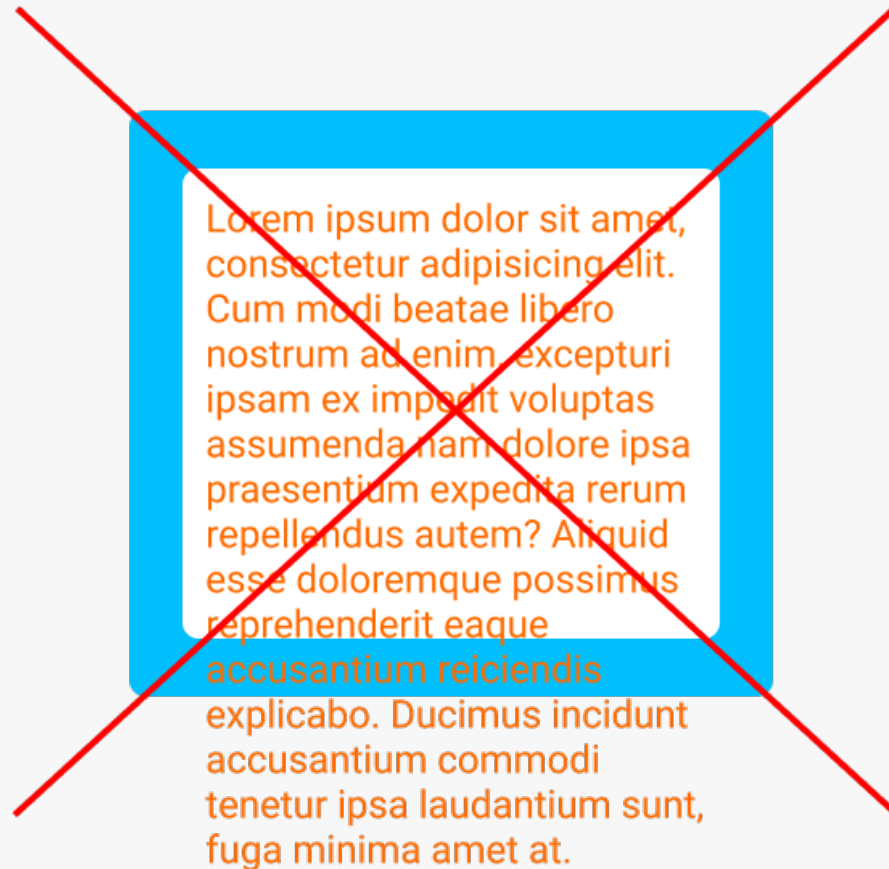 Lorem ipsum dolor sit amet,
consectetur adipisicing elit.
Cum modi beatae libero
nostrum ad enim, excepturi
ipsam ex impedit voluptas
assumenda nam dolore ipsa
praesentium expedita rerum
repellendus autem? Aliquid
esse doloremque possimus
reprehenderit eaque
accusantium reiciendis
explicabo. Ducimus incidunt
accusantium commodi
tenetur ipsa laudantium sunt,
fuga minima amet at.